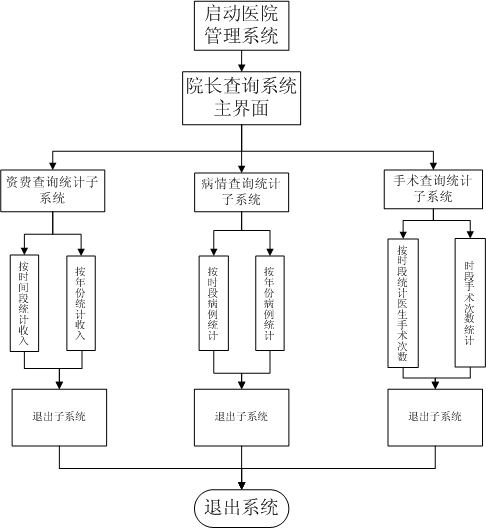 启动医院
管理系统
院长查询系统
主界面
资费查询统计子
系统
病情查询统计
子系统
手术查询统计
子系统
按时间段统计收入
按年份统计收入
按时段病例统计
按年份病例统计
按时段统计医生手术次数
时段手术次数统计
退出子系统
退出子系统
退出子系统
退出系统